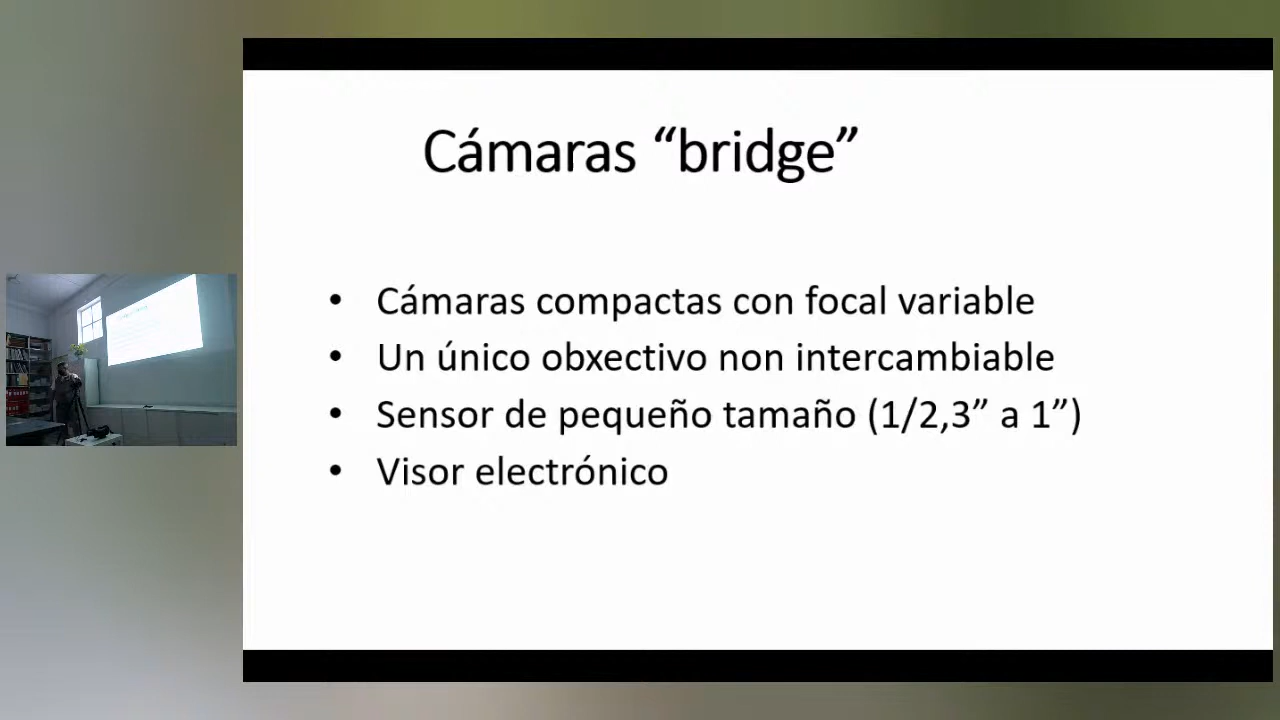 Cámaras “bridge”
• Cámaras compactas con focal variable
• Un único obxectivo non intercambiable
• Sensor de pequeño tamaño (1/2,3” a 1”)
• Visor electrónico